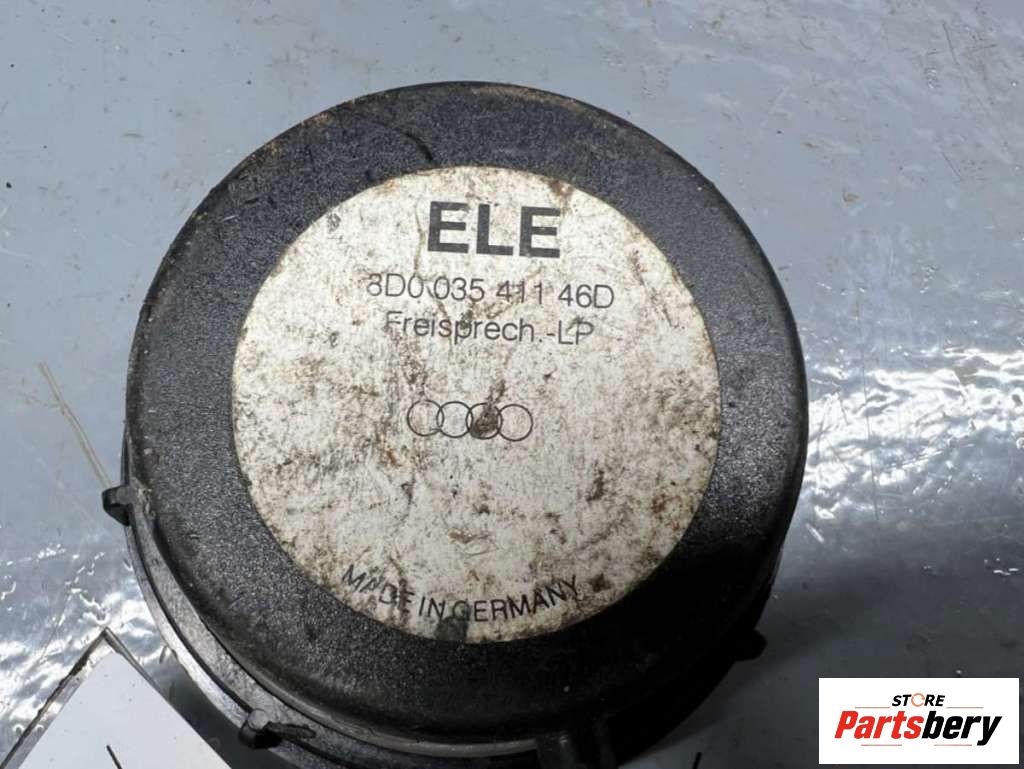 ELE
8D0 035 411 46D
Freisprech.-LP
MADE IN GERMANY
STORE
Partsbery